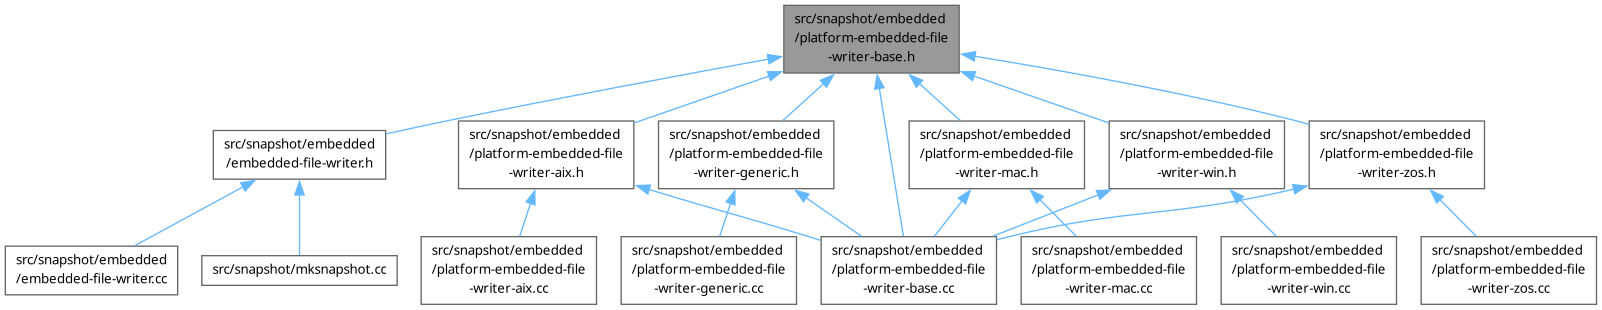 src/snapshot/embedded
/platform-embedded-file
-writer-base.h
src/snapshot/embedded
/embedded-file-writer.h
src/snapshot/embedded
/platform-embedded-file
-writer-aix.h
src/snapshot/embedded
/platform-embedded-file
-writer-generic.h
src/snapshot/embedded
/platform-embedded-file
-writer-mac.h
src/snapshot/embedded
/platform-embedded-file
-writer-win.h
src/snapshot/embedded
/platform-embedded-file
-writer-zos.h
src/snapshot/embedded
/embedded-file-writer.cc
src/snapshot/mksnapshot.cc
src/snapshot/embedded
/platform-embedded-file
-writer-aix.cc
src/snapshot/embedded
/platform-embedded-file
-writer-generic.cc
src/snapshot/embedded
/platform-embedded-file
-writer-base.cc
src/snapshot/embedded
/platform-embedded-file
-writer-mac.cc
src/snapshot/embedded
/platform-embedded-file
-writer-win.cc
src/snapshot/embedded
/platform-embedded-file
-writer-zos.cc